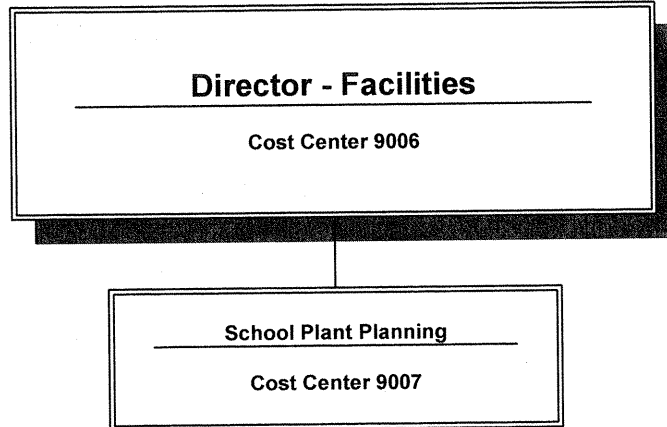 Director - Facilities
Cost Center 9006
School Plant Planning
Cost Center 9007